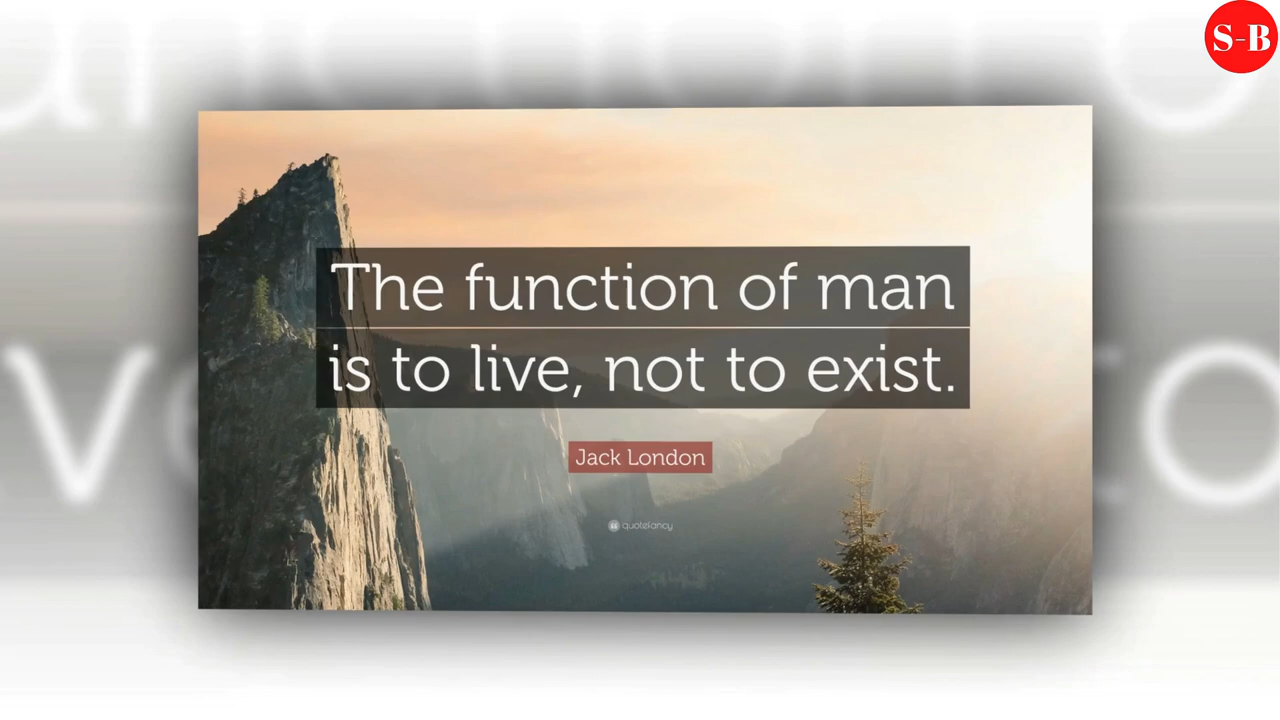 S-B
The function of man
is to live, not to exist.
Jack London
quotefancy